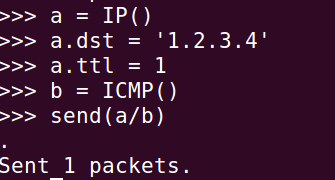 >>> a = IP()
>>> a.dst = '1.2.3.4'
>>> a.ttl = 1
>>> b = ICMP()
>>> send(a/b)
.
Sent 1 packets.